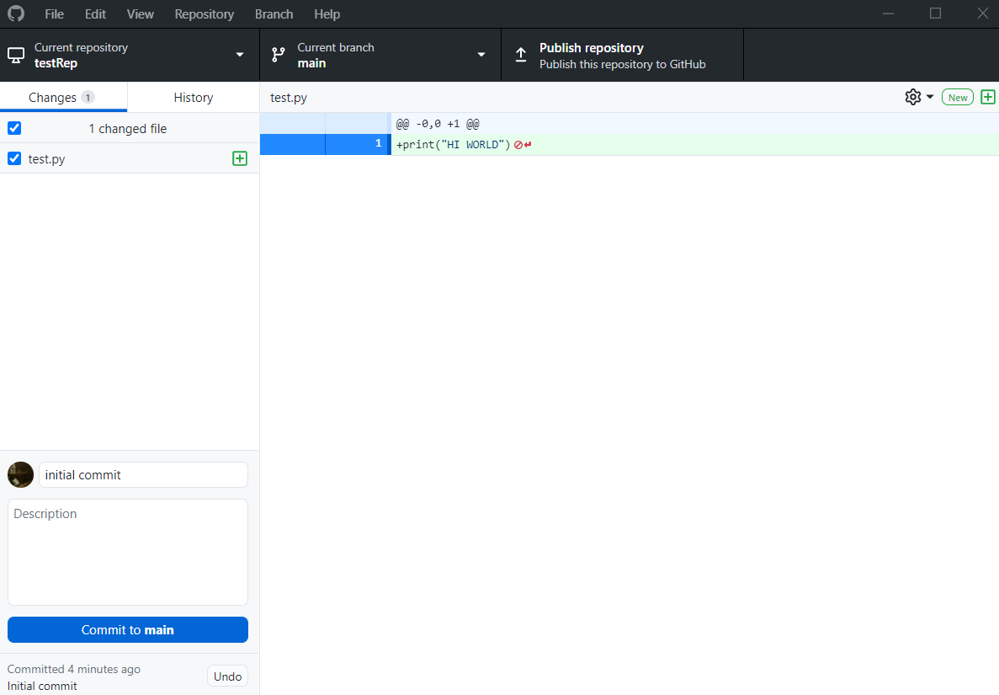 File Edit View Repository Branch Help
Current repository
testRep
Current branch
main
Publish repository
Publish this repository to GitHub
Changes 1
History
test.py
New
1 changed file
@@ -0,0 +1 @@
1 +print("HI WORLD")
test.py
initial commit
Description
Commit to main
Committed 4 minutes ago
Initial commit
Undo